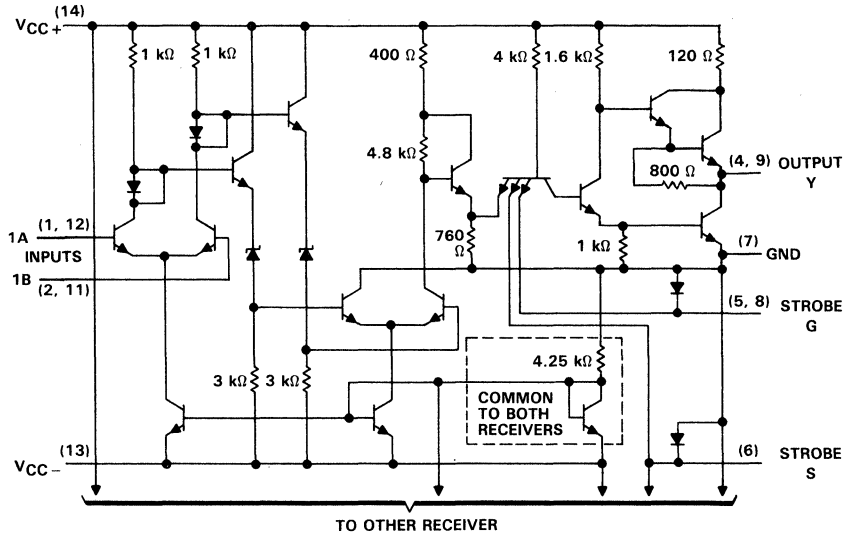 VCC+ (14)
1 kΩ 1 kΩ 400 Ω 4 kΩ 1.6 kΩ 120 Ω
4.8 kΩ
800 Ω
(4, 9) OUTPUT
Y
1A (1, 12)
INPUTS
1B
(2, 11)
760
Ω
1 kΩ
(7)
GND
(5, 8) STROBE
G
3 kΩ 3 kΩ
4.25 kΩ
COMMON
TO BOTH
RECEIVERS
VCC− (13)
(6) STROBE
S
TO OTHER RECEIVER